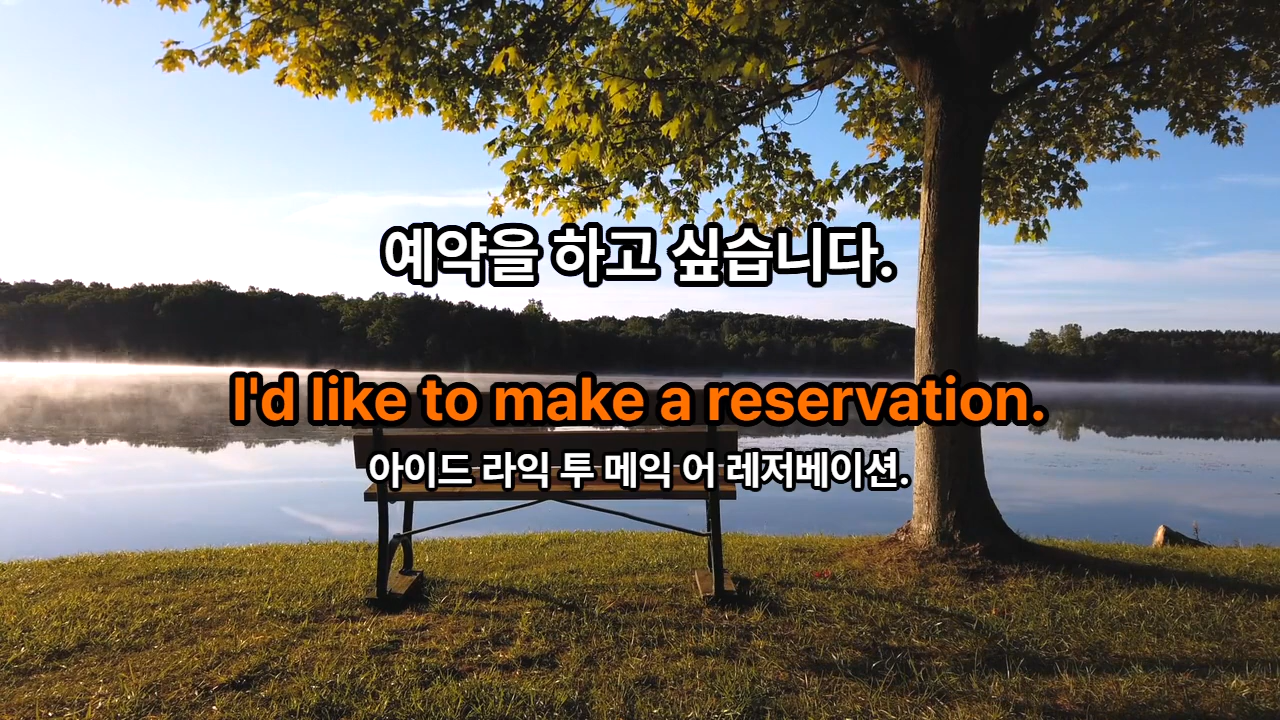 예약을 하고 싶습니다.
I'd like to make a reservation.
아이드 라익 투 메익 어 레저베이션.